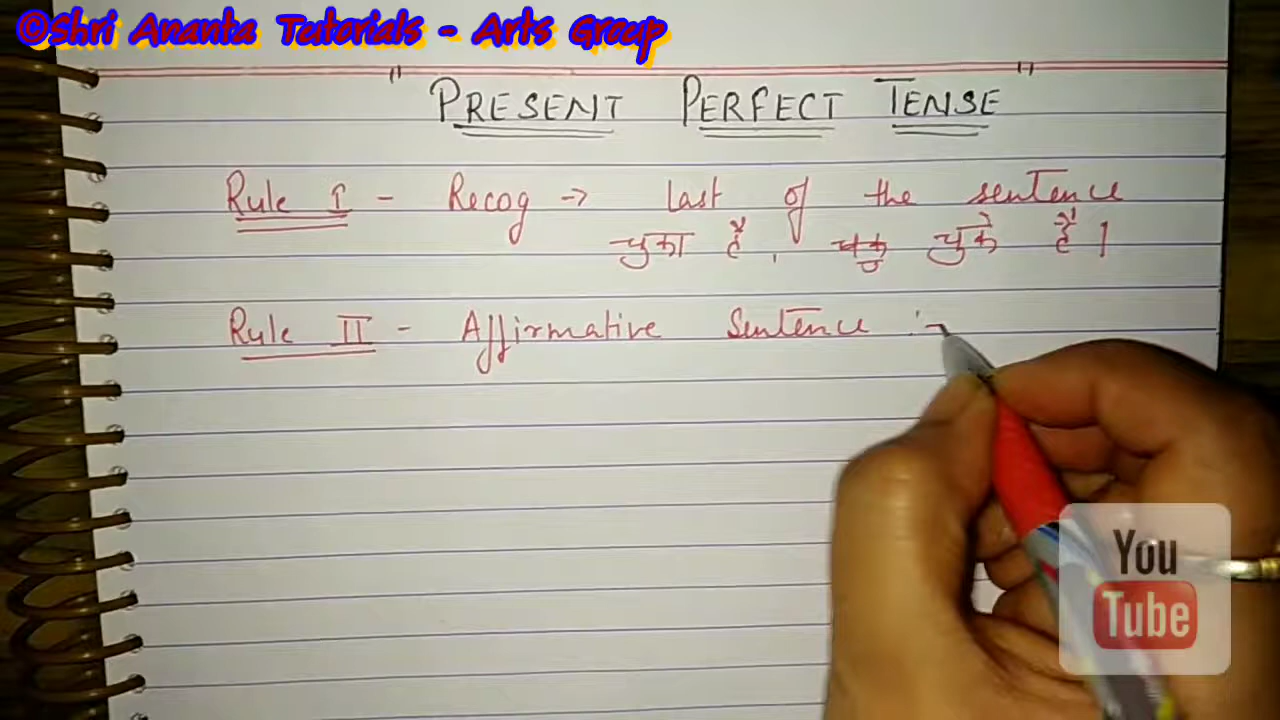 ©Shri Ananta Tutorials - Arts Group
" PRESENT PERFECT TENSE "
Rule I - Recog → last of the sentence
चुका है, चुके हैं।
Rule II - Affirmative Sentence :-
You
Tube